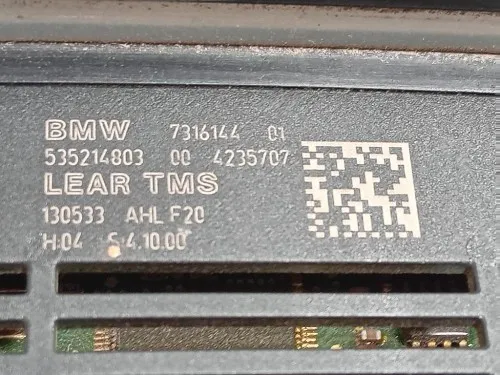 BMW 7316144 01
535214803 00 4235707
LEAR TMS
130533 AHL F20
H:04 S:4.10.00